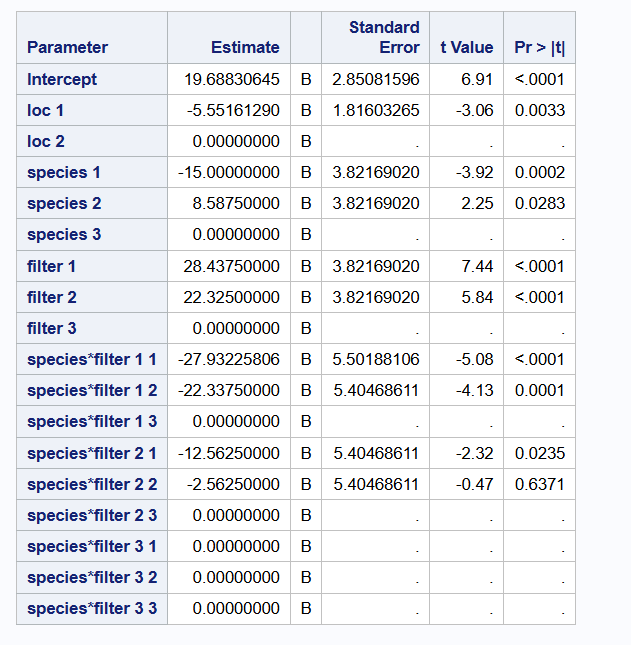 Parameter Estimate Standard Error t Value Pr > |t|
Intercept 19.68830645 B 2.85081596 6.91 <.0001
loc 1 -5.55161290 B 1.81603265 -3.06 0.0033
loc 2 0.00000000 B . . .
species 1 -15.00000000 B 3.82169020 -3.92 0.0002
species 2 8.58750000 B 3.82169020 2.25 0.0283
species 3 0.00000000 B . . .
filter 1 28.43750000 B 3.82169020 7.44 <.0001
filter 2 22.32500000 B 3.82169020 5.84 <.0001
filter 3 0.00000000 B . . .
species*filter 1 1 -27.93225806 B 5.50188106 -5.08 <.0001
species*filter 1 2 -22.33750000 B 5.40468611 -4.13 0.0001
species*filter 1 3 0.00000000 B . . .
species*filter 2 1 -12.56250000 B 5.40468611 -2.32 0.0235
species*filter 2 2 -2.56250000 B 5.40468611 -0.47 0.6371
species*filter 2 3 0.00000000 B . . .
species*filter 3 1 0.00000000 B . . .
species*filter 3 2 0.00000000 B . . .
species*filter 3 3 0.00000000 B . . .